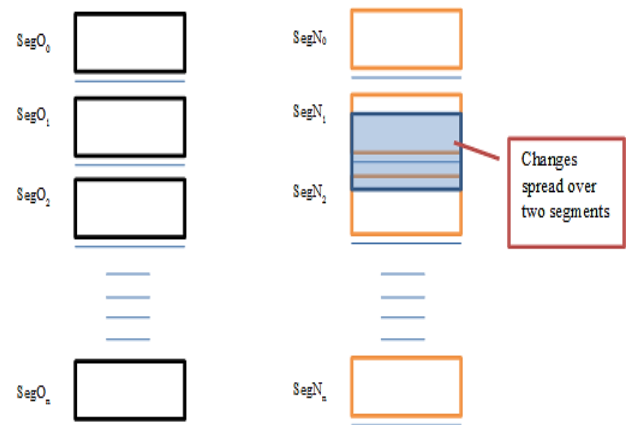 SegO₀
SegN₀
SegO₁
SegN₁
Changes
spread over
two segments
SegO₂
SegN₂
SegOₙ
SegNₙ